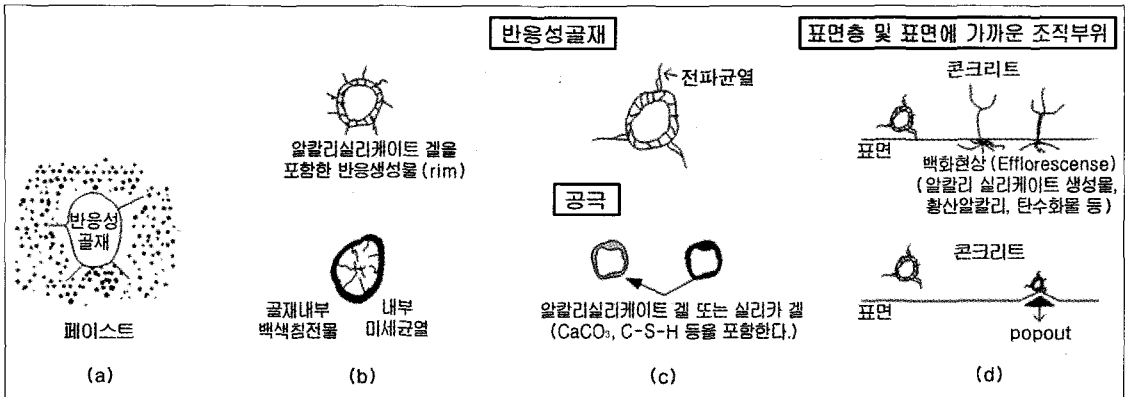 반응성
골재
페이스트
(a)
알칼리실리케이트 겔을
포함한 반응생성물(rim)
골재내부
백색침전물
내부
미세균열
(b)
반응성골재
전파균열
공극
알칼리실리케이트 겔 또는 실리카 겔
(CaCO₃, C-S-H 등을 포함한다.)
(c)
표면층 및 표면에 가까운 조직부위
콘크리트
표면
백화현상(Efflorescense)
(알칼리 실리케이트 생성물,
황산알칼리, 탄수화물 등)
콘크리트
표면
popout
(d)